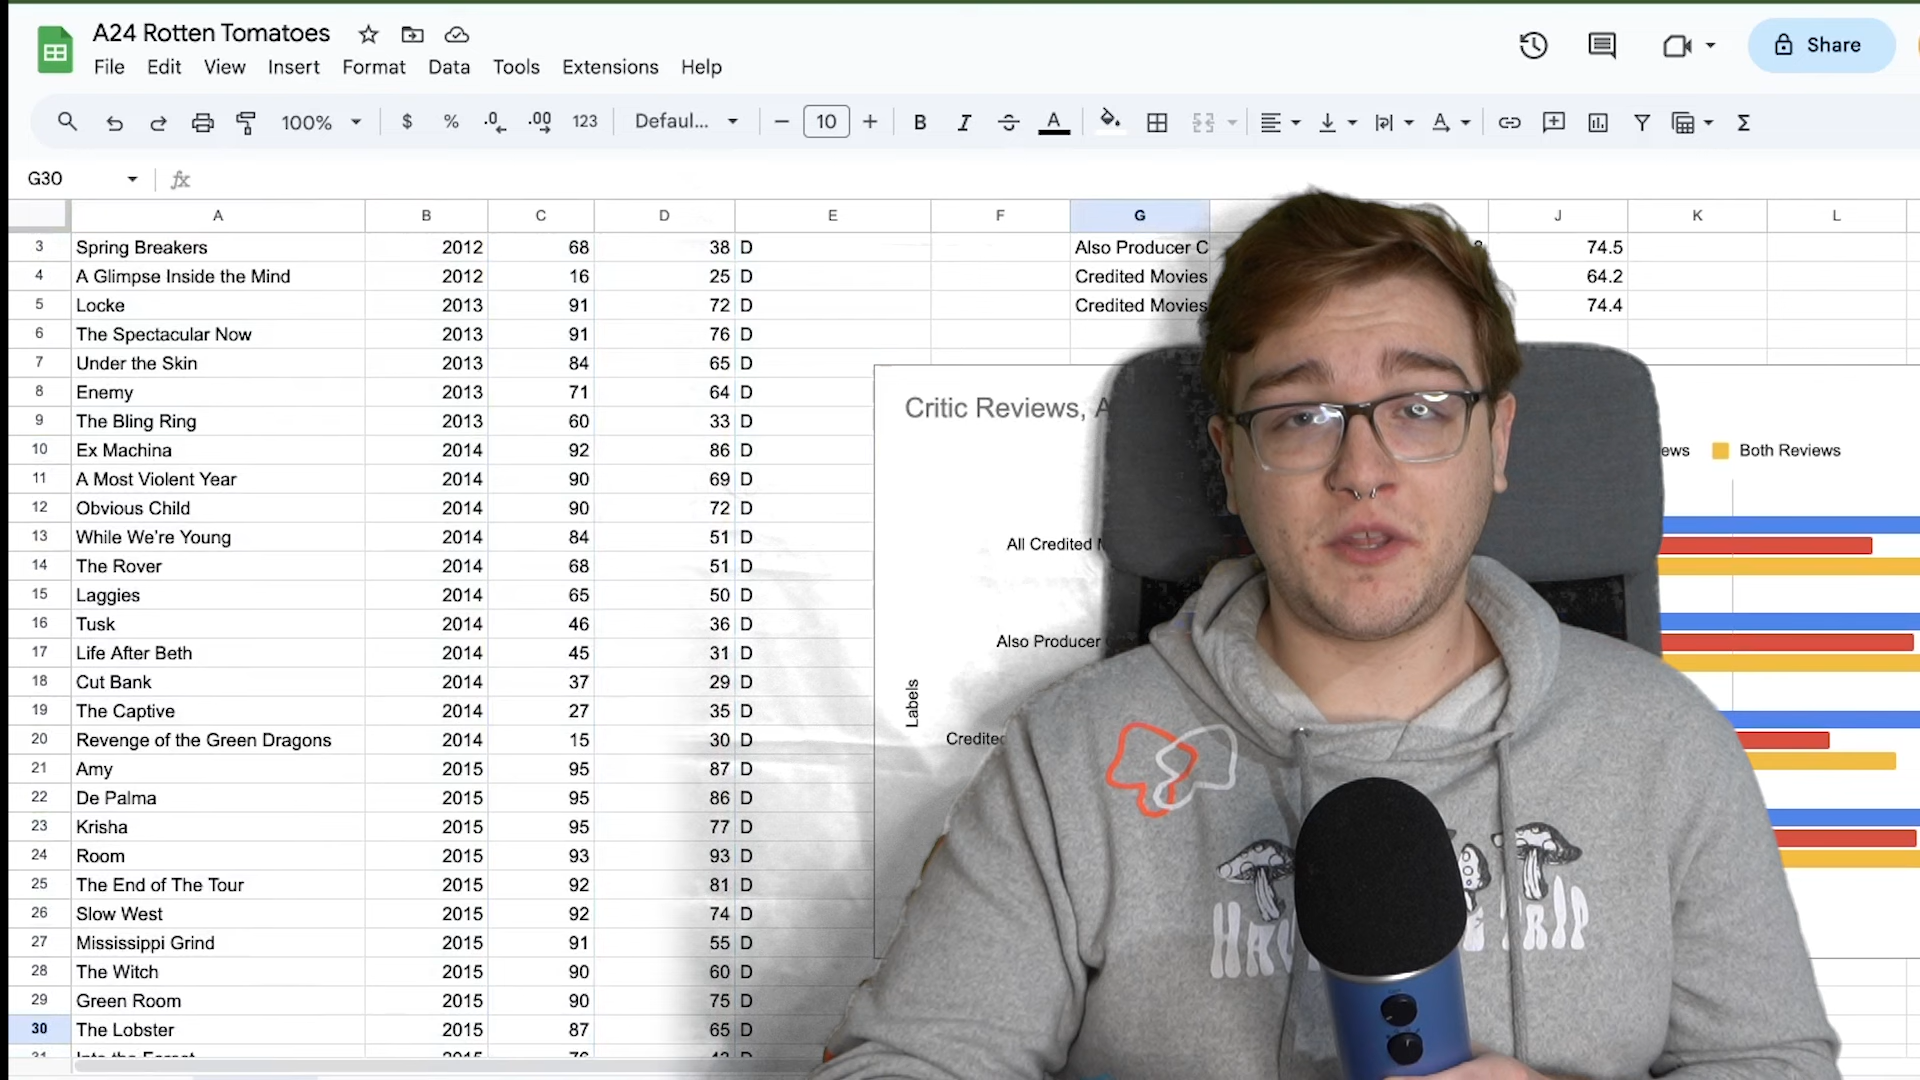 A24 Rotten Tomatoes
File Edit View Insert Format Data Tools Extensions Help
Share
100% $ % .0 .00 123 Defaul... 10 B I A
G30 fx
A B C D E F G J K L
3 Spring Breakers 2012 68 38 D Also Producer C 74.5
4 A Glimpse Inside the Mind 2012 16 25 D Credited Movies 64.2
5 Locke 2013 91 72 D Credited Movies 74.4
6 The Spectacular Now 2013 91 76 D
7 Under the Skin 2013 84 65 D
8 Enemy 2013 71 64 D
9 The Bling Ring 2013 60 33 D
10 Ex Machina 2014 92 86 D
11 A Most Violent Year 2014 90 69 D
12 Obvious Child 2014 90 72 D
13 While We're Young 2014 84 51 D
14 The Rover 2014 68 51 D
15 Laggies 2014 65 50 D
16 Tusk 2014 46 36 D
17 Life After Beth 2014 45 31 D
18 Cut Bank 2014 37 29 D
19 The Captive 2014 27 35 D
20 Revenge of the Green Dragons 2014 15 30 D
21 Amy 2015 95 87 D
22 De Palma 2015 95 86 D
23 Krisha 2015 95 77 D
24 Room 2015 93 93 D
25 The End of The Tour 2015 92 81 D
26 Slow West 2015 92 74 D
27 Mississippi Grind 2015 91 55 D
28 The Witch 2015 90 60 D
29 Green Room 2015 90 75 D
30 The Lobster 2015 87 65 D
Critic Reviews,
ews Both Reviews
All Credited
Also Producer
Labels
Credited